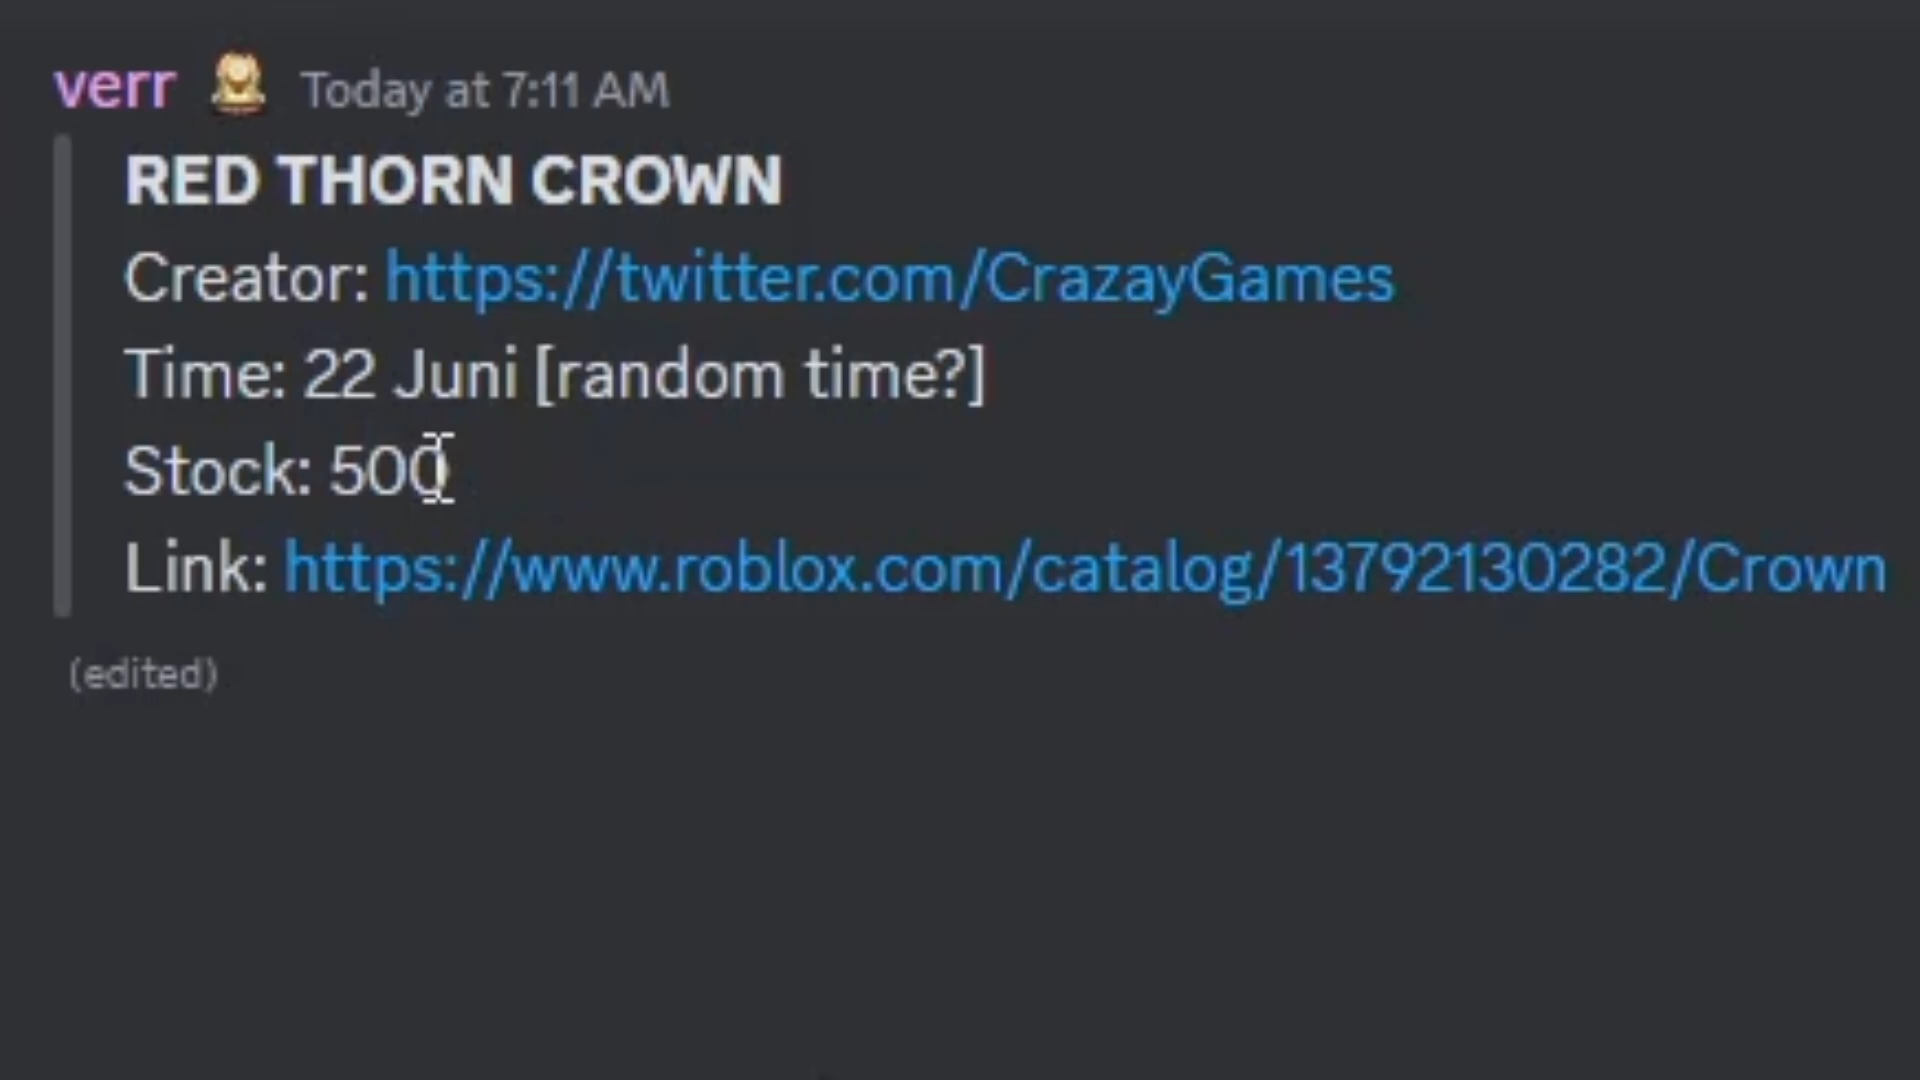 verr Today at 7:11 AM
RED THORN CROWN
Creator: https://twitter.com/CrazayGames
Time: 22 Juni [random time?]
Stock: 500
Link: https://www.roblox.com/catalog/13792130282/Crown
(edited)